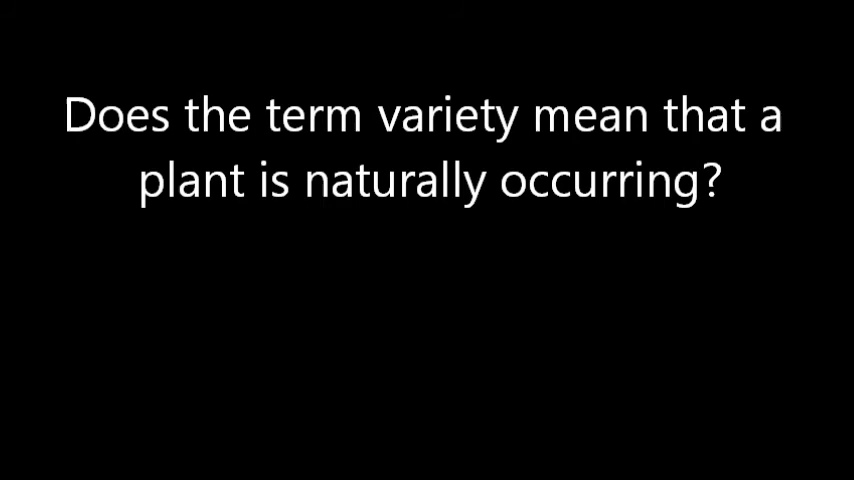 Does the term variety mean that a
plant is naturally occurring?